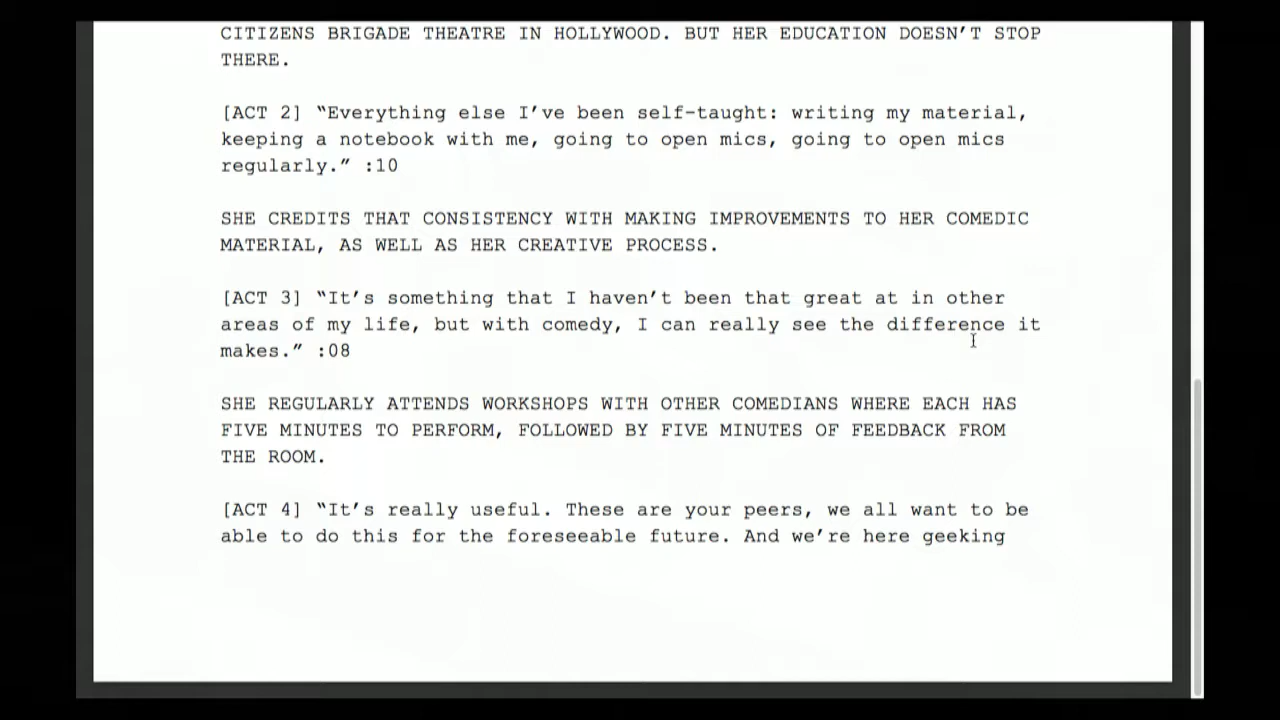 CITIZENS BRIGADE THEATRE IN HOLLYWOOD. BUT HER EDUCATION DOESN’T STOP
THERE.
[ACT 2] “Everything else I’ve been self-taught: writing my material,
keeping a notebook with me, going to open mics, going to open mics
regularly.” :10
SHE CREDITS THAT CONSISTENCY WITH MAKING IMPROVEMENTS TO HER COMEDIC
MATERIAL, AS WELL AS HER CREATIVE PROCESS.
[ACT 3] “It’s something that I haven’t been that great at in other
areas of my life, but with comedy, I can really see the difference it
makes.” :08
SHE REGULARLY ATTENDS WORKSHOPS WITH OTHER COMEDIANS WHERE EACH HAS
FIVE MINUTES TO PERFORM, FOLLOWED BY FIVE MINUTES OF FEEDBACK FROM
THE ROOM.
[ACT 4] “It’s really useful. These are your peers, we all want to be
able to do this for the foreseeable future. And we’re here geeking